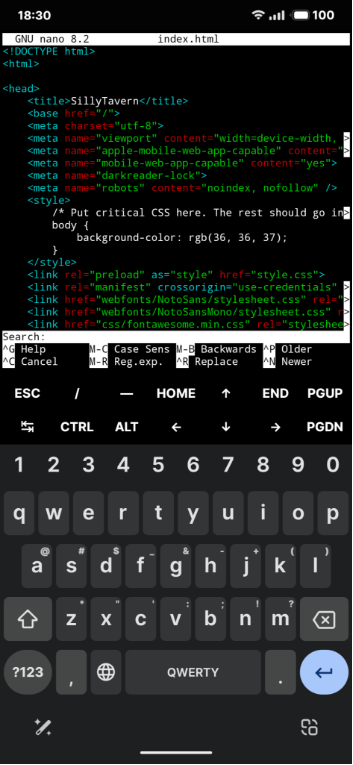 18:30 100
GNU nano 8.2 index.html
<!DOCTYPE html>
<html>
<head>
<title>SillyTavern</title>
<base href="/">
<meta charset="utf-8">
<meta name="viewport" content="width=device-width, >
<meta name="apple-mobile-web-app-capable" content=">
<meta name="mobile-web-app-capable" content="yes">
<meta name="darkreader-lock">
<meta name="robots" content="noindex, nofollow" />
<style>
/* Put critical CSS here. The rest should go in>
body {
background-color: rgb(36, 36, 37);
}
</style>
<link rel="preload" as="style" href="style.css">
<link rel="manifest" crossorigin="use-credentials" >
<link href="webfonts/NotoSans/stylesheet.css" rel=">
<link href="webfonts/NotoSansMono/stylesheet.css" r>
<link href="css/fontawesome.min.css" rel="styleshee>
Search:
^G Help M-C Case Sens M-B Backwards ^P Older
^C Cancel M-R Reg.exp. ^R Replace ^N Newer
ESC / — HOME ↑ END PGUP
↹ CTRL ALT ← ↓ → PGDN
1 2 3 4 5 6 7 8 9 0
q w e r t y u i o p
a @ s # d $ f _ g & h - j + k ( l )
z * x " c ' v : b ; n ! m ?
?123 , QWERTY .